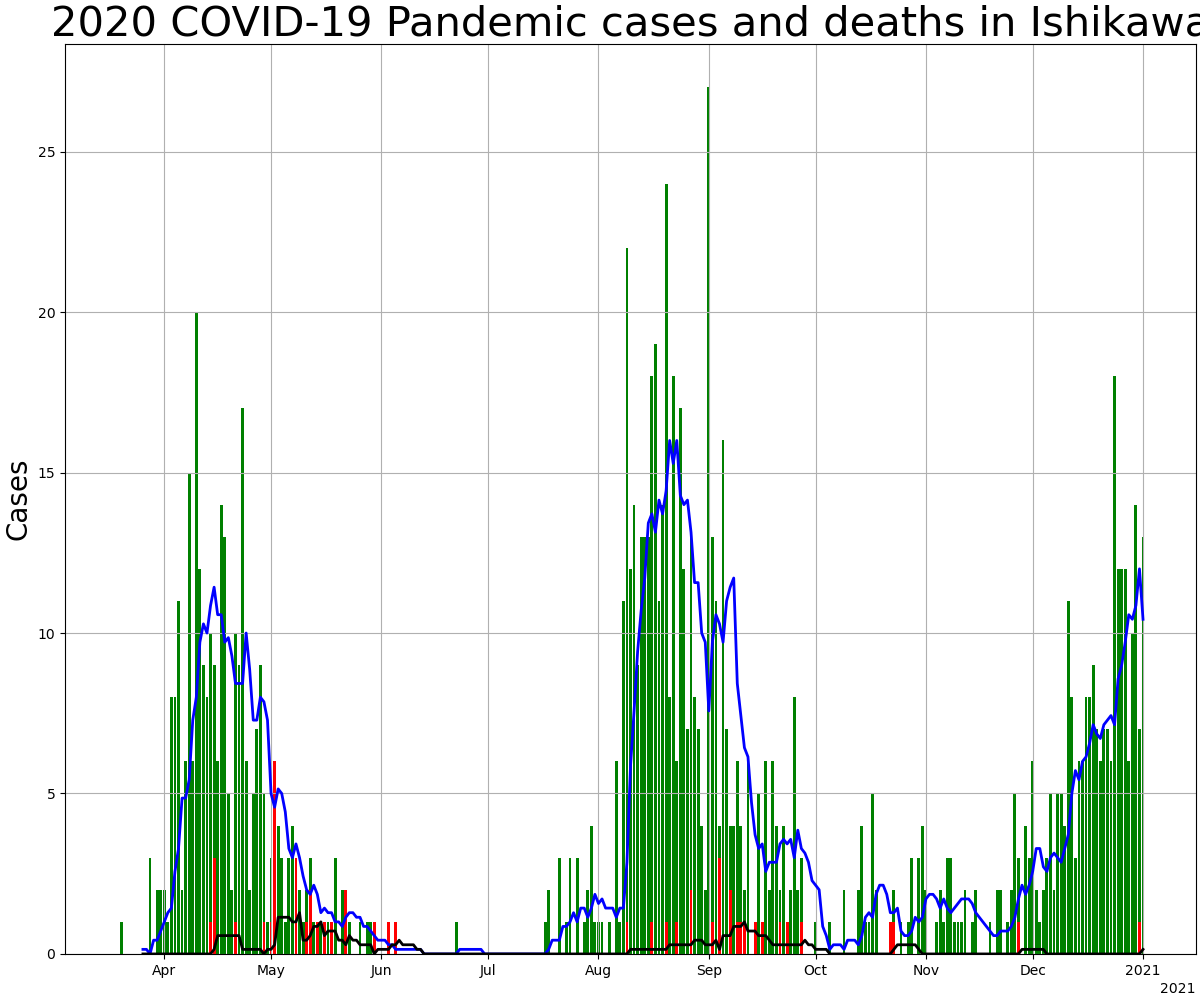 2020 COVID-19 Pandemic cases and deaths in Ishikawa
Cases
25
20
15
10
5
0
Apr May Jun Jul Aug Sep Oct Nov Dec 2021
2021